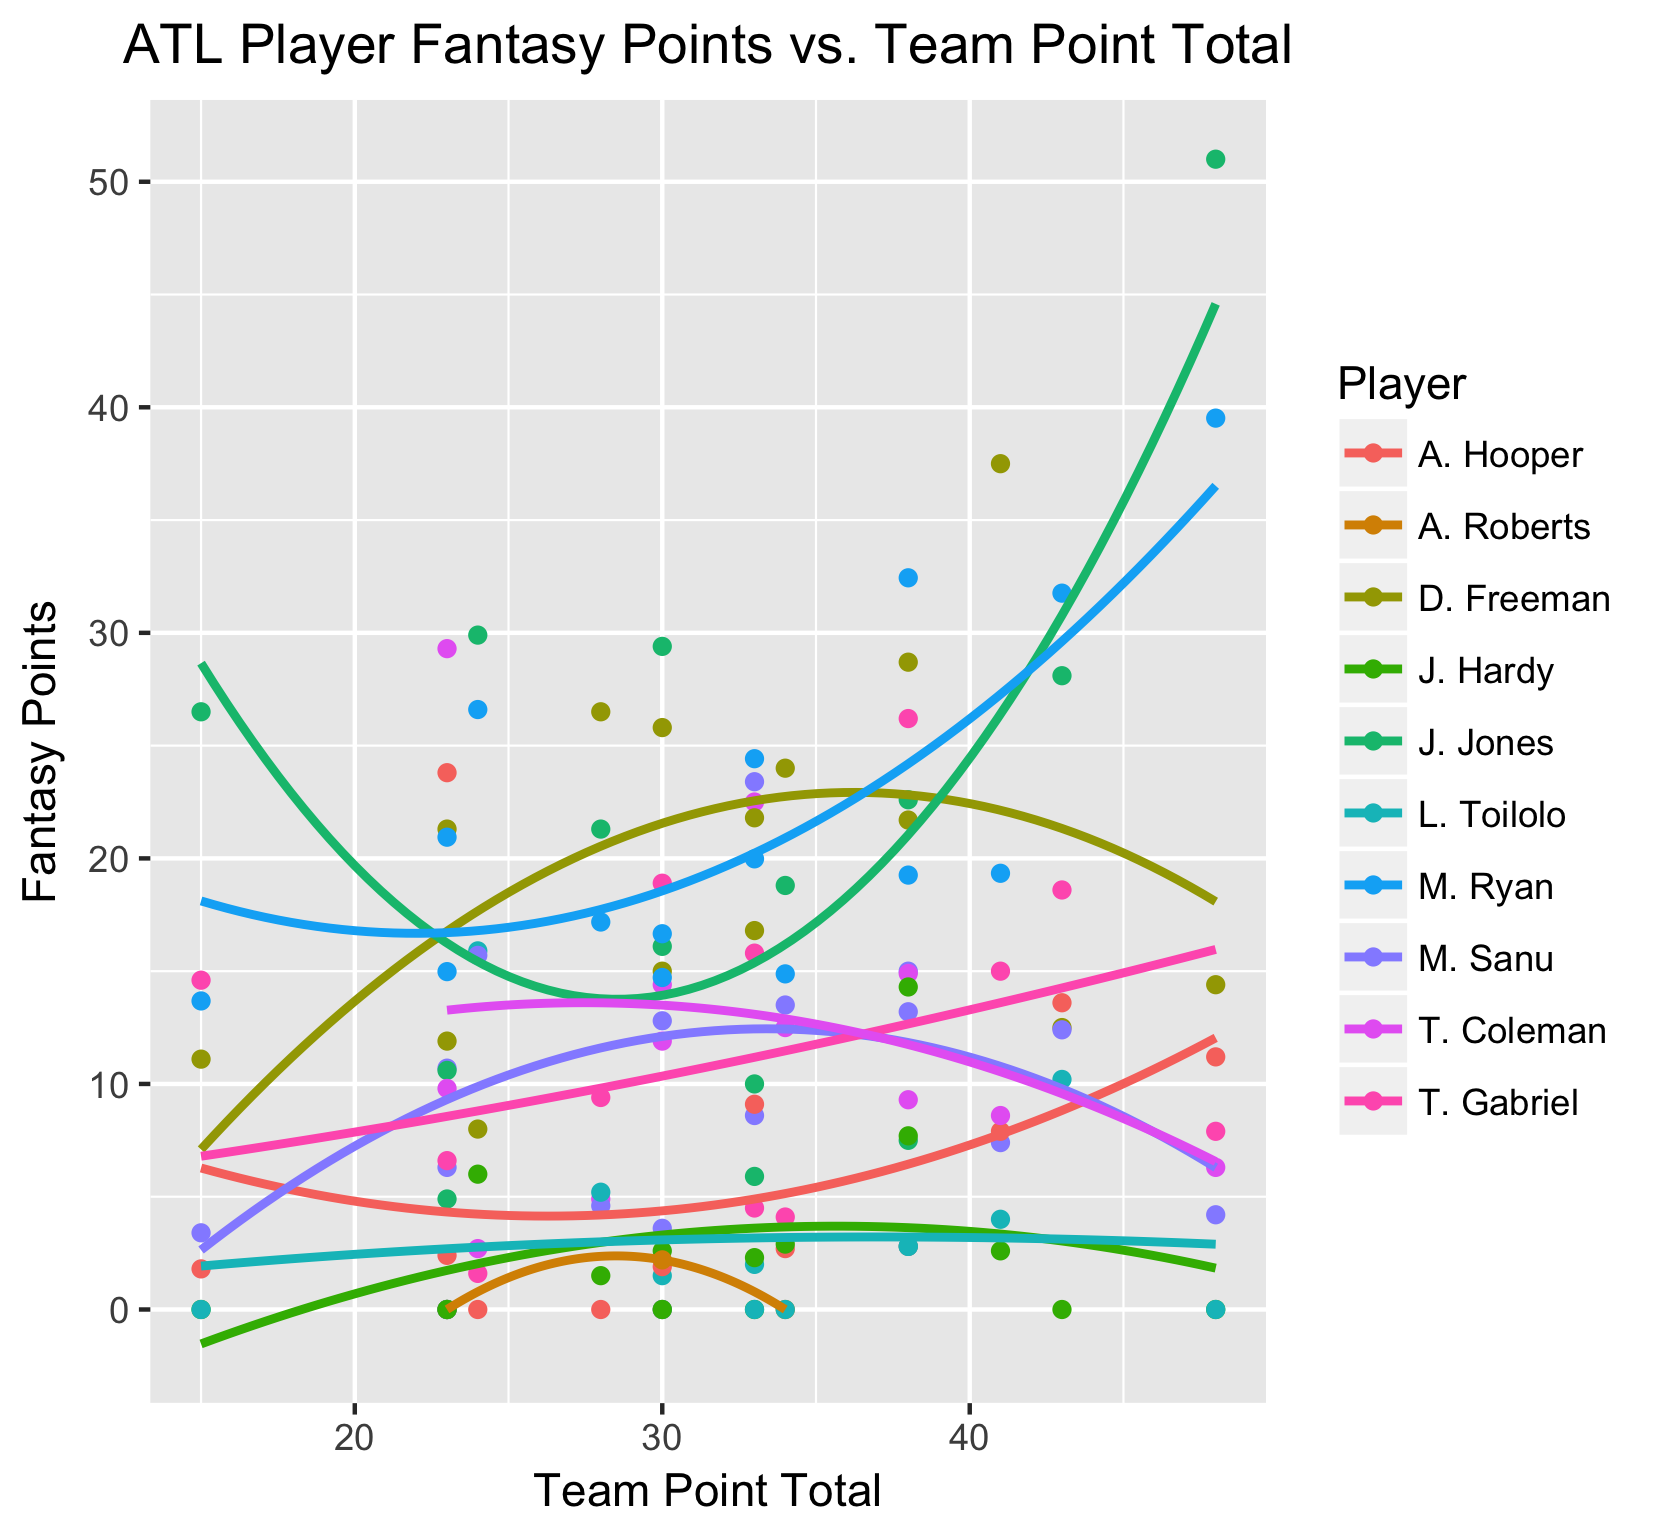 ATL Player Fantasy Points vs. Team Point Total
50
40
30
20
10
0
Fantasy Points
20 30 40
Team Point Total
Player
A. Hooper
A. Roberts
D. Freeman
J. Hardy
J. Jones
L. Toilolo
M. Ryan
M. Sanu
T. Coleman
T. Gabriel